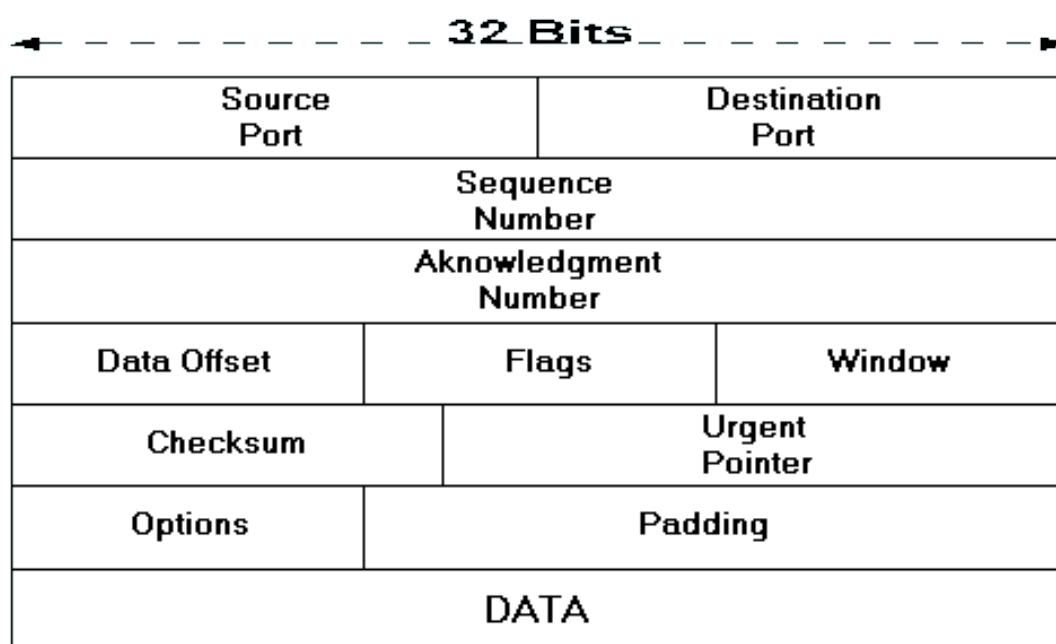 32 Bits
Source
Port
Destination
Port
Sequence
Number
Aknowledgment
Number
Data Offset
Flags
Window
Checksum
Urgent
Pointer
Options
Padding
DATA